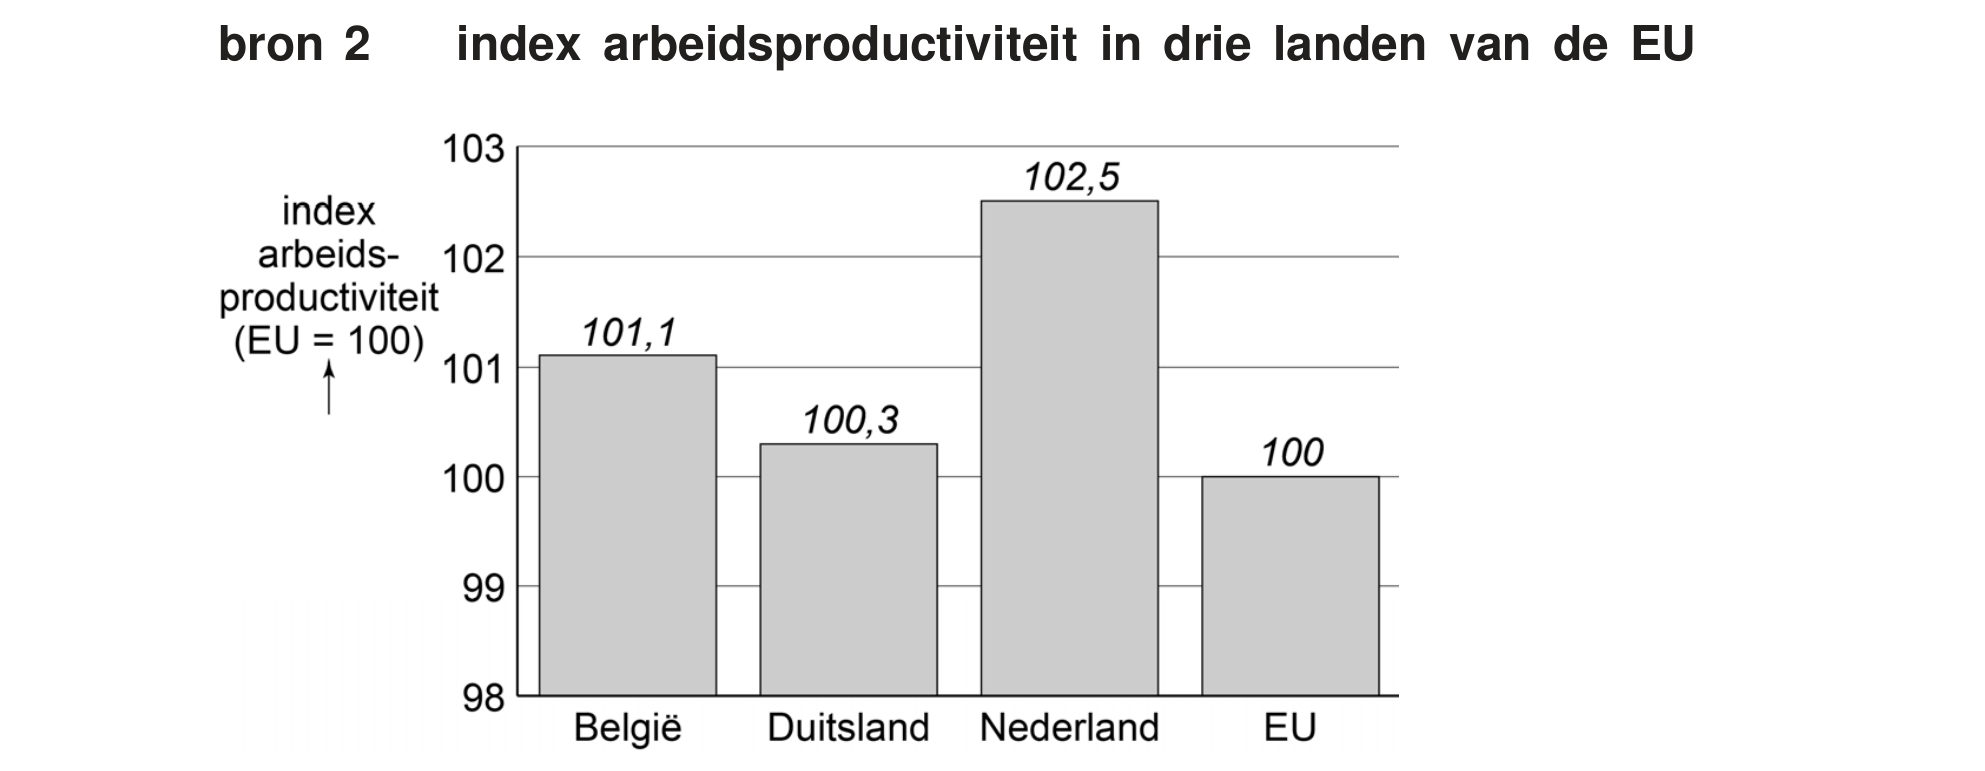 bron 2 index arbeidsproductiviteit in drie landen van de EU
index
arbeids-
productiviteit
(EU = 100)
103
102
101
100
99
98
101,1
100,3
102,5
100
België Duitsland Nederland EU